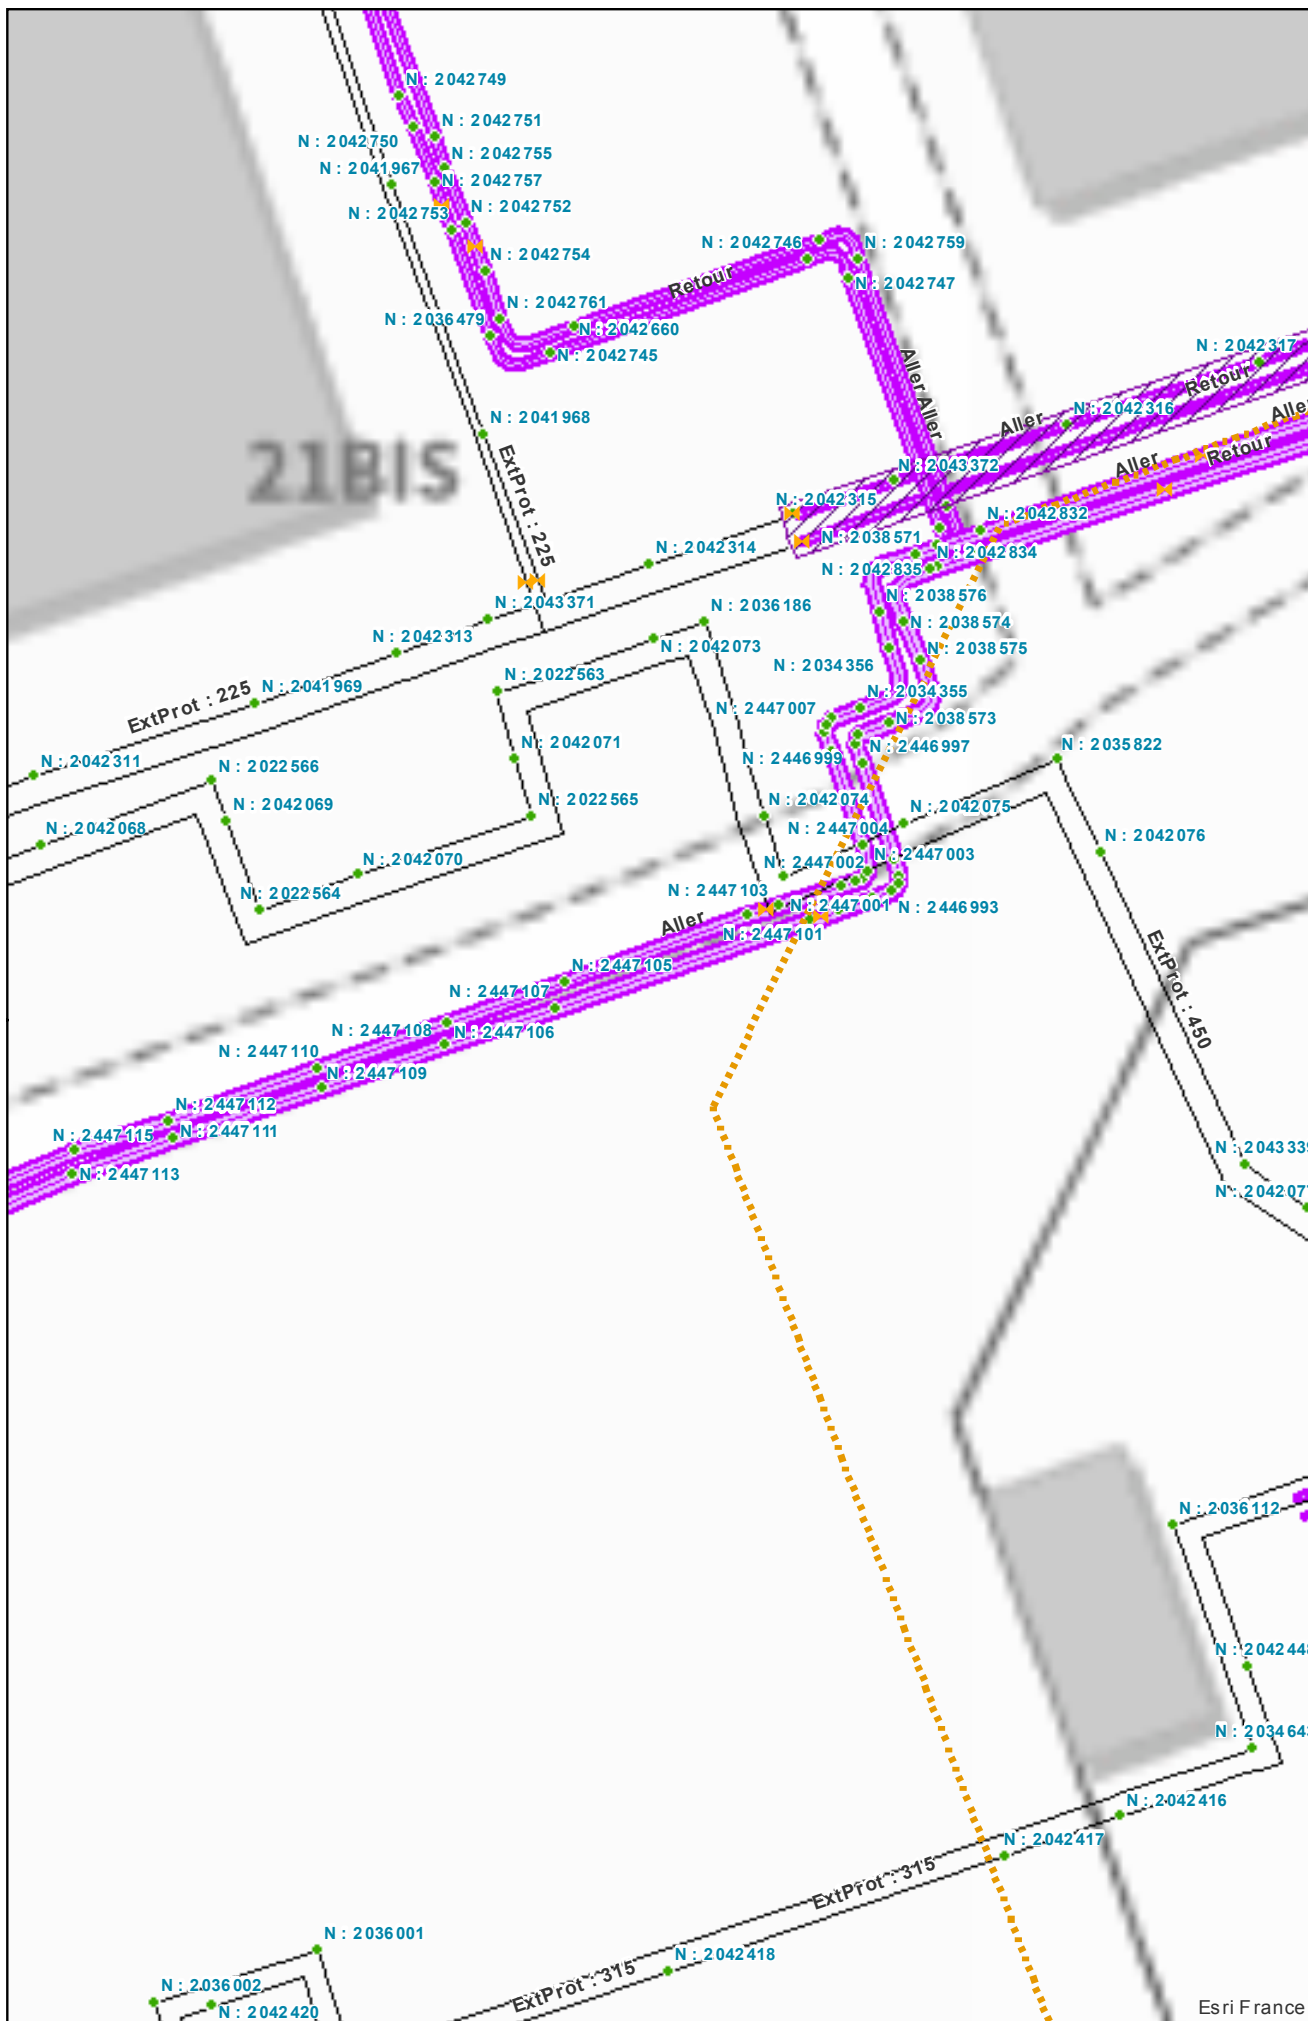 N : 2042749
N : 2042751
N : 2042750
N : 2042755
N : 2041967
N : 2042757
N : 2042753
N : 2042752
N : 2042746
N : 2042759
N : 2042754
Retour
N : 2042747
N : 2042761
N : 2036479
N : 2042660
N : 2042745
N : 2042317
Retour
Aller
Aller
N : 2042316
Aller
Aller
N : 2041968
21BIS
ExtProt : 225
Aller
Retour
N : 2043372
N : 2042315
N : 2042832
N : 2038571
N : 2042314
N : 2042834
N : 2042835
N : 2038576
N : 2043371
N : 2036186
N : 2038574
N : 2042313
N : 2042073
N : 2038575
N : 2034356
N : 2022563
ExtProt : 225
N : 2041969
N : 2034355
N : 2447007
N : 2038573
N : 2042071
N : 2446997
N : 2035822
N : 2446999
N : 2042311
N : 2022566
N : 2022565
N : 2042074
N : 2042075
N : 2042069
N : 2042068
N : 2447004
N : 2042076
N : 2042070
N : 2447002
N : 2447003
N : 2022564
N : 2447103
N : 2447001
N : 2446993
Aller
N : 2447101
ExtProt : 450
N : 2447105
N : 2447107
N : 2447108
N : 2447106
N : 2447110
N : 2447109
N : 2447112
N : 2447111
N : 2447115
N : 2447113
N : 2043339
N : 2042077
N : 2036112
N : 2042448
N : 2034643
N : 2042416
N : 2042417
ExtProt : 315
N : 2036001
N : 2042418
ExtProt : 315
N : 2036002
N : 2042420
Esri France